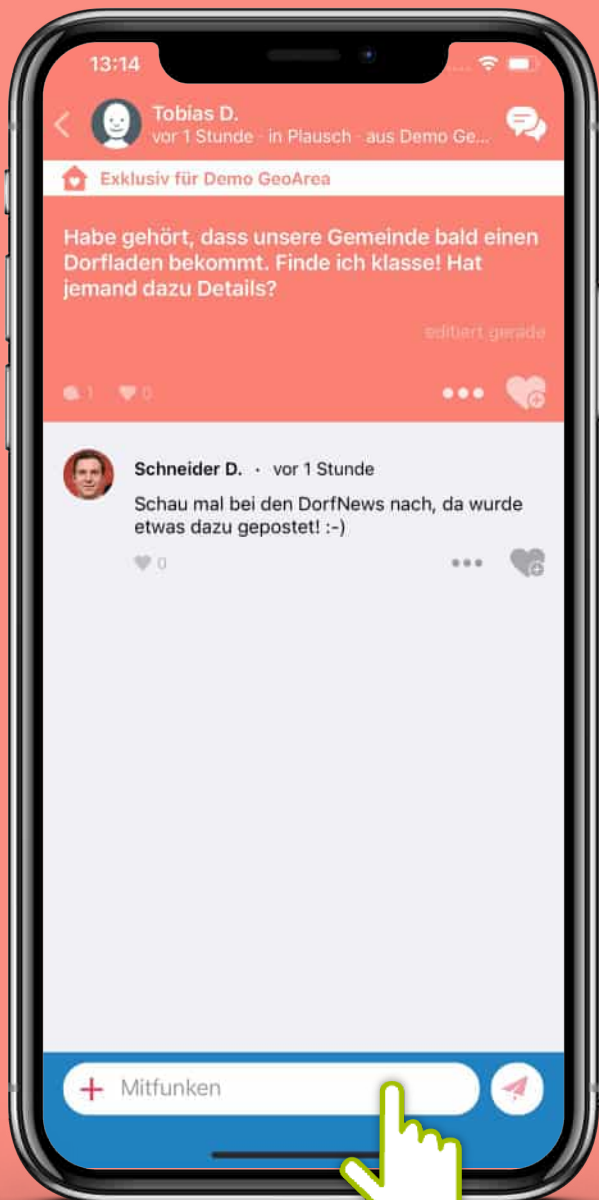 13:14
Tobias D.
vor 1 Stunde · in Plausch · aus Demo Ge...
Exklusiv für Demo GeoArea
Habe gehört, dass unsere Gemeinde bald einen
Dorfladen bekommt. Finde ich klasse! Hat
jemand dazu Details?
editiert gerade
1 0
Schneider D. · vor 1 Stunde
Schau mal bei den DorfNews nach, da wurde
etwas dazu gepostet! :-)
0
Mitfunken